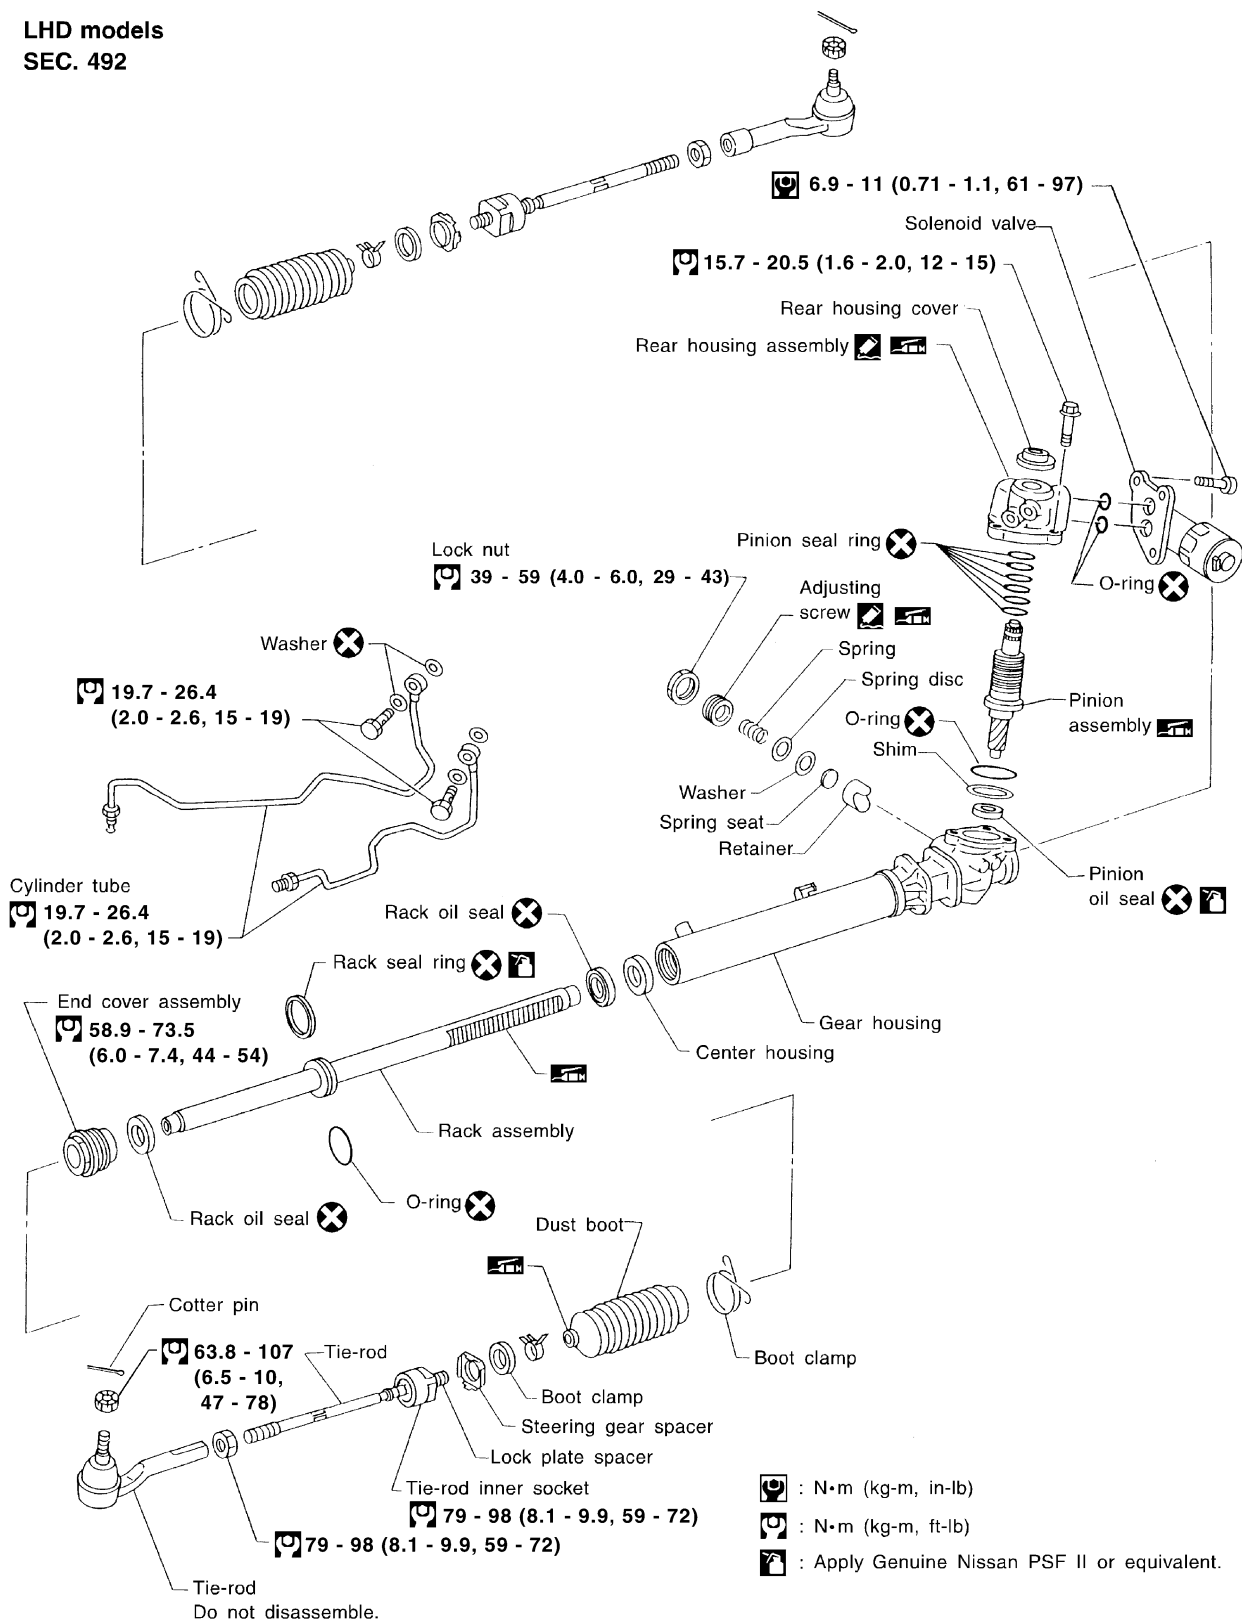 LHD models
SEC. 492
6.9 - 11 (0.71 - 1.1, 61 - 97)
Solenoid valve
15.7 - 20.5 (1.6 - 2.0, 12 - 15)
Rear housing cover
Rear housing assembly
Lock nut
39 - 59 (4.0 - 6.0, 29 - 43)
Pinion seal ring
O-ring
Adjusting
screw
Spring
Spring disc
Washer
19.7 - 26.4
(2.0 - 2.6, 15 - 19)
O-ring
Shim
Pinion
assembly
Washer
Spring seat
Retainer
Cylinder tube
19.7 - 26.4
(2.0 - 2.6, 15 - 19)
Pinion
oil seal
Rack oil seal
Rack seal ring
End cover assembly
58.9 - 73.5
(6.0 - 7.4, 44 - 54)
Gear housing
Center housing
Rack assembly
O-ring
Rack oil seal
Dust boot
Cotter pin
63.8 - 107
(6.5 - 10,
47 - 78)
Tie-rod
Boot clamp
Boot clamp
Steering gear spacer
Lock plate spacer
Tie-rod inner socket
79 - 98 (8.1 - 9.9, 59 - 72)
79 - 98 (8.1 - 9.9, 59 - 72)
Tie-rod
Do not disassemble.
: N•m (kg-m, in-lb)
: N•m (kg-m, ft-lb)
: Apply Genuine Nissan PSF II or equivalent.